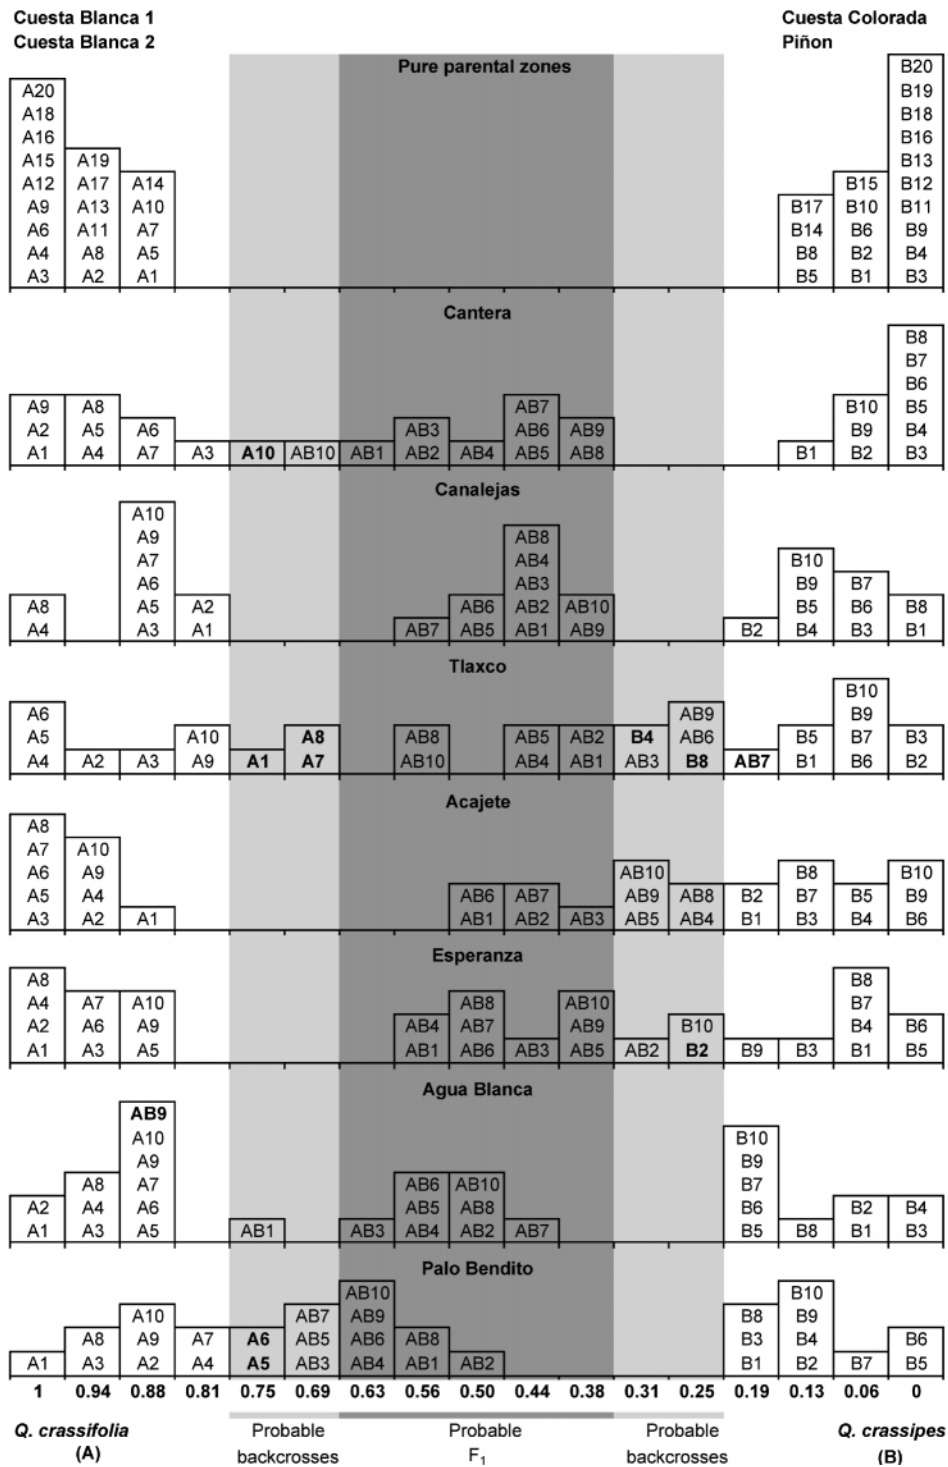 Cuesta Blanca 1 Cuesta Colorada
Cuesta Blanca 2 Piñon
Pure parental zones B20
A20 B19
A18 B18
A16 B16
A15 A19 B13
A12 A17 A14 B15 B12
A9 A13 A10 B17 B10 B11
A6 A11 A7 B14 B6 B9
A4 A8 A5 B8 B2 B4
A3 A2 A1 B5 B1 B3
Cantera
B8
B7
B6
A9 A8 AB7 B10 B5
A2 A5 A6 AB3 AB6 AB9 B9 B4
A1 A4 A7 A3 A10 AB10 AB1 AB2 AB4 AB5 AB8 B1 B2 B3
Canalejas
A10
A9 AB8
A7 AB4 B10
A6 AB3 B9 B7
A8 A5 A2 AB6 AB2 AB10 B5 B6 B8
A4 A3 A1 AB7 AB5 AB1 AB9 B2 B4 B3 B1
Tlaxco
B10
A6 AB9 B9
A5 A10 A8 AB8 AB5 AB2 B4 AB6 B5 B7 B3
A4 A2 A3 A9 A1 A7 AB10 AB4 AB1 AB3 B8 AB7 B1 B6 B2
Acajete
A8
A7 A10
A6 A9 AB10 B8 B10
A5 A4 AB6 AB7 AB9 AB8 B2 B7 B5 B9
A3 A2 A1 AB1 AB2 AB3 AB5 AB4 B1 B3 B4 B6
Esperanza
A8 B8
A4 A7 A10 AB8 AB10 B7
A2 A6 A9 AB4 AB7 AB9 B10 B4 B6
A1 A3 A5 AB1 AB6 AB3 AB5 AB2 B2 B9 B3 B1 B5
Agua Blanca
AB9
A10 B10
A9 B9
A8 A7 AB6 AB10 B7
A2 A4 A6 AB5 AB8 B6 B2 B4
A1 A3 A5 AB1 AB3 AB4 AB2 AB7 B5 B8 B1 B3
Palo Bendito
AB10 B10
A10 AB7 AB9 B8 B9
A8 A9 A7 A6 AB5 AB6 AB8 B3 B4 B6
A1 A3 A2 A4 A5 AB3 AB4 AB1 AB2 B1 B2 B7 B5
1 0.94 0.88 0.81 0.75 0.69 0.63 0.56 0.50 0.44 0.38 0.31 0.25 0.19 0.13 0.06 0
Q. crassifolia Probable Probable Probable Q. crassipes
(A) backcrosses F₁ backcrosses (B)